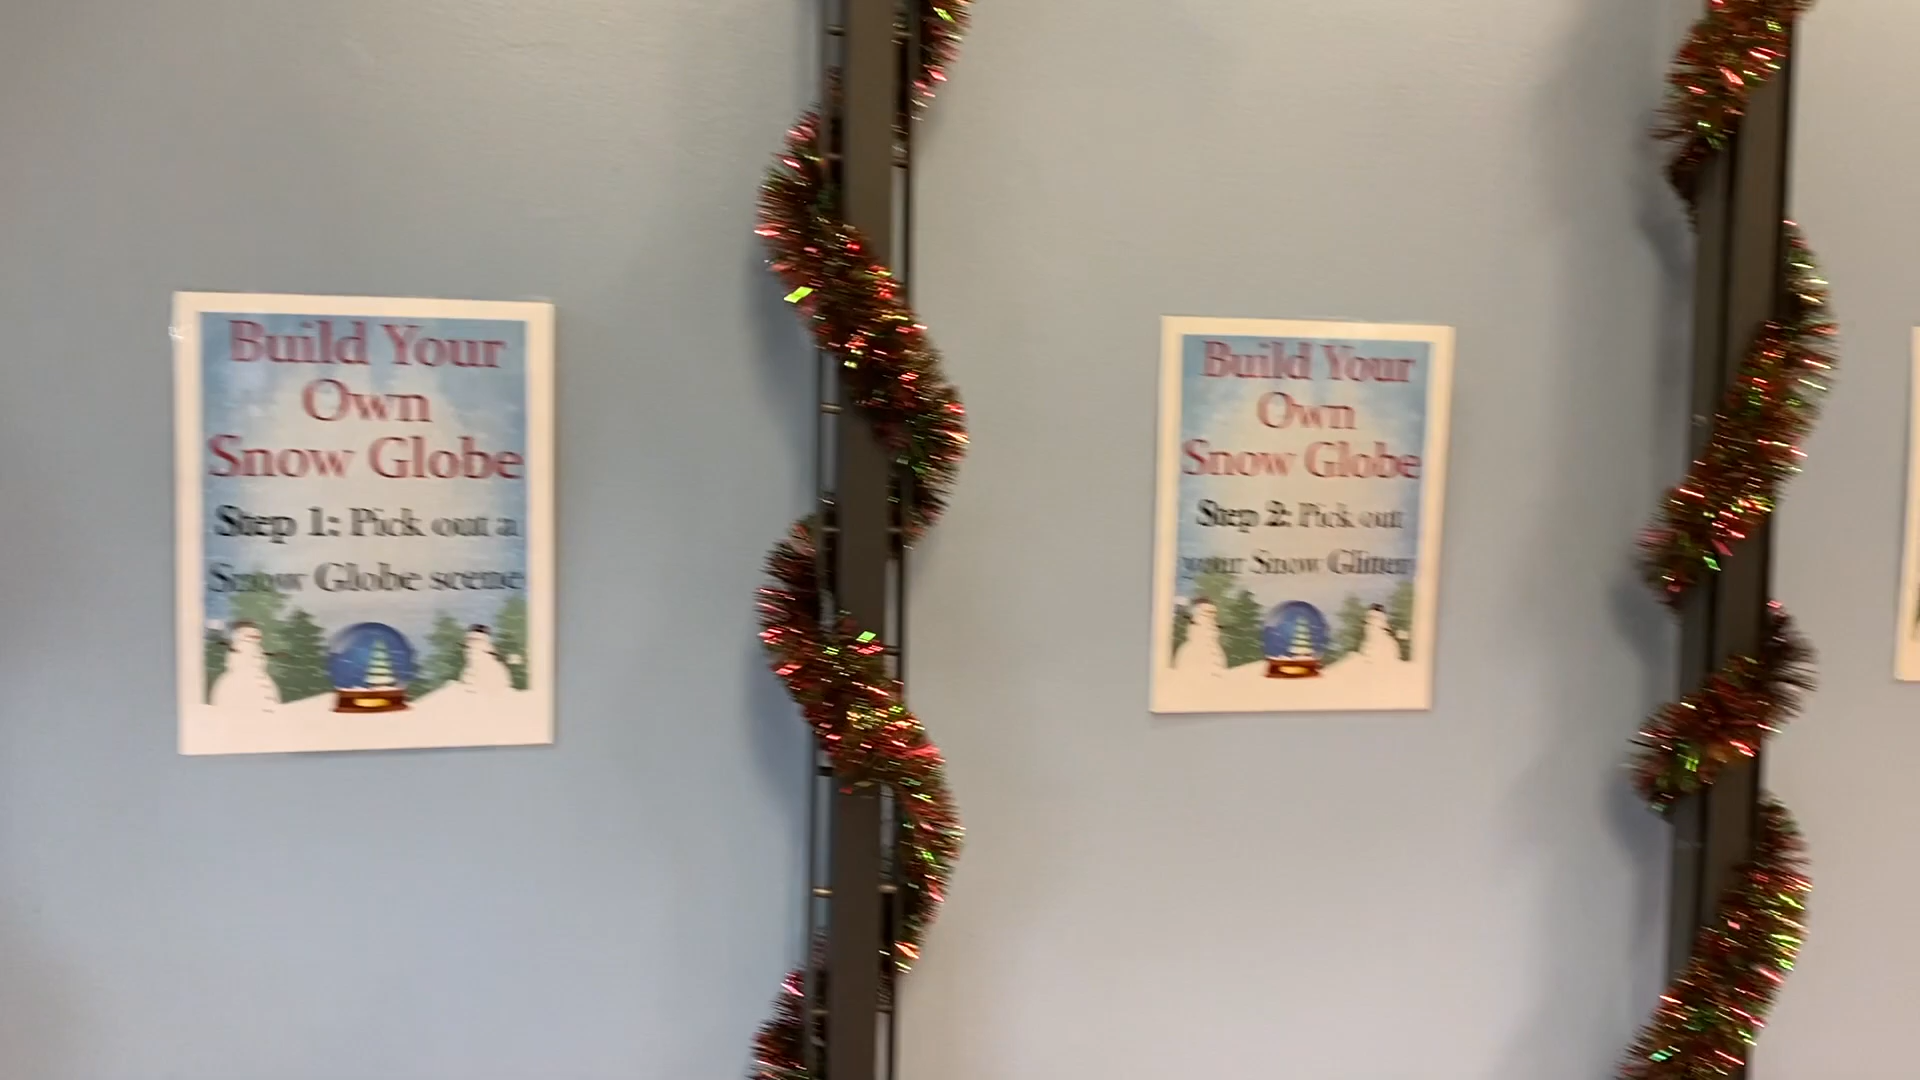 Build Your
Own
Snow Globe
Step 1: Pick out a
Snow Globe scene
Build Your
Own
Snow Globe
Step 2: Pick out
your Snow Glitter